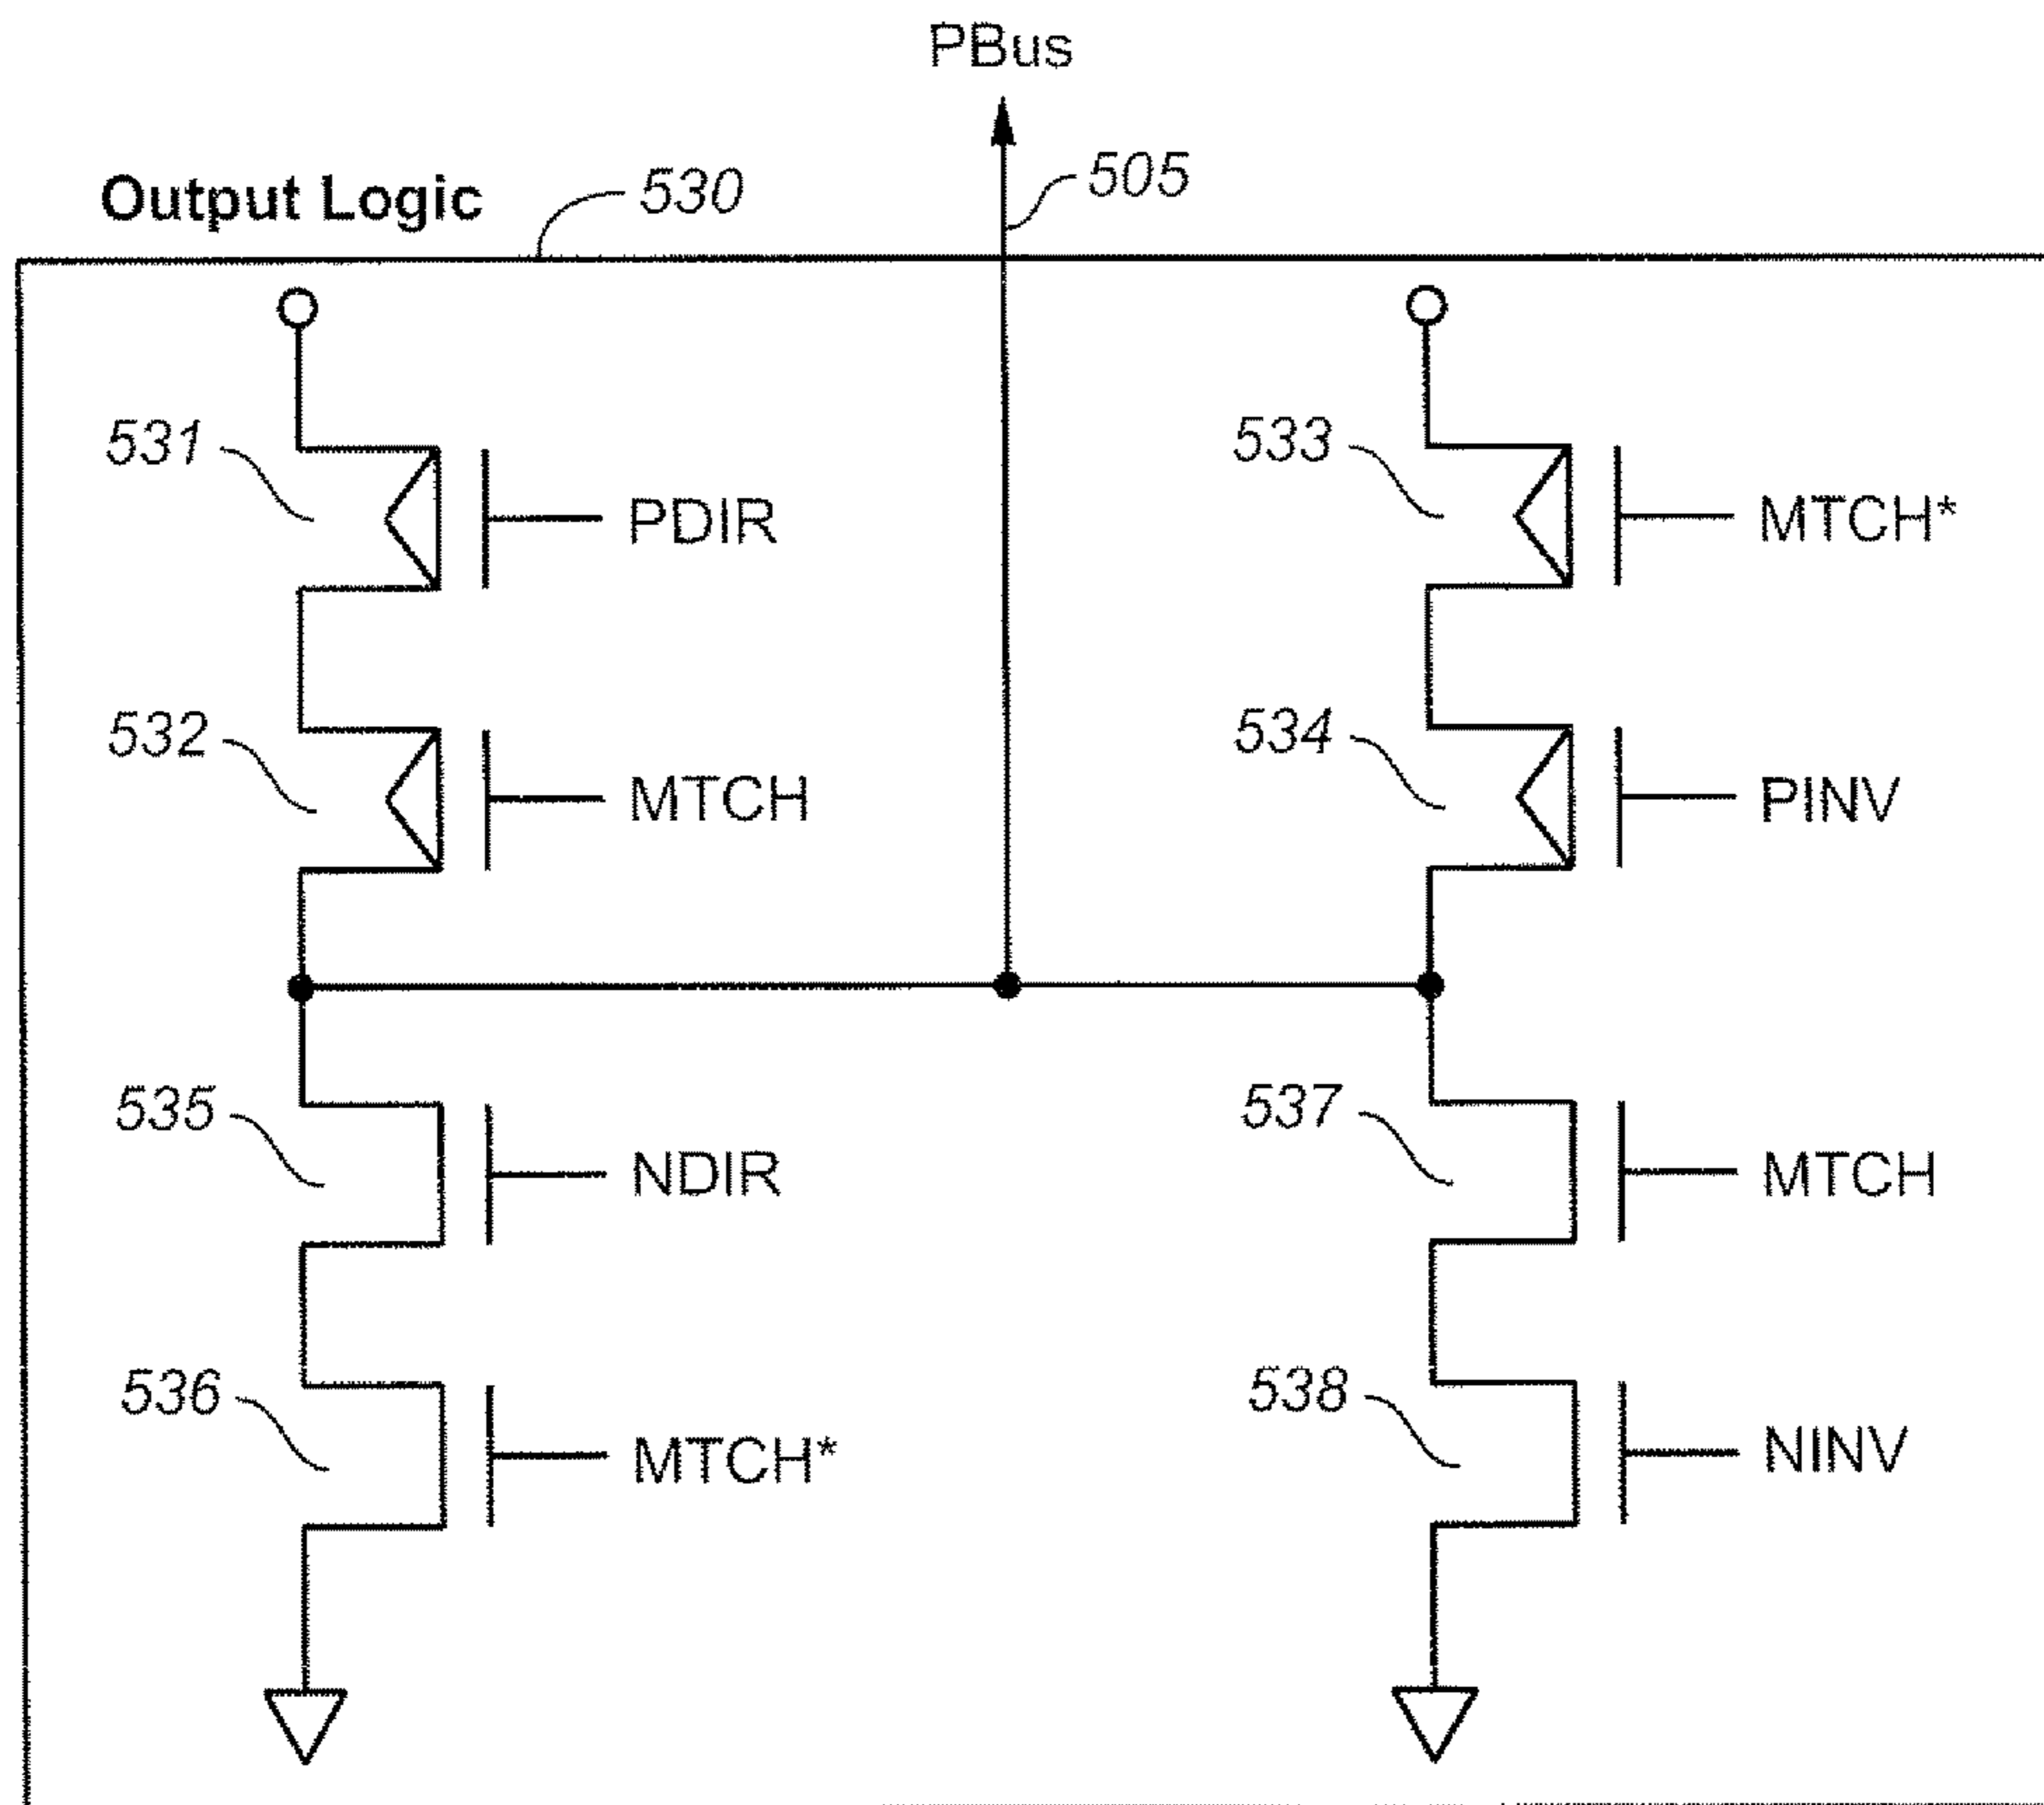 PBus
505
Output Logic
530
531
PDIR
533
MTCH*
532
MTCH
534
PINV
535
NDIR
537
MTCH
536
MTCH*
538
NINV